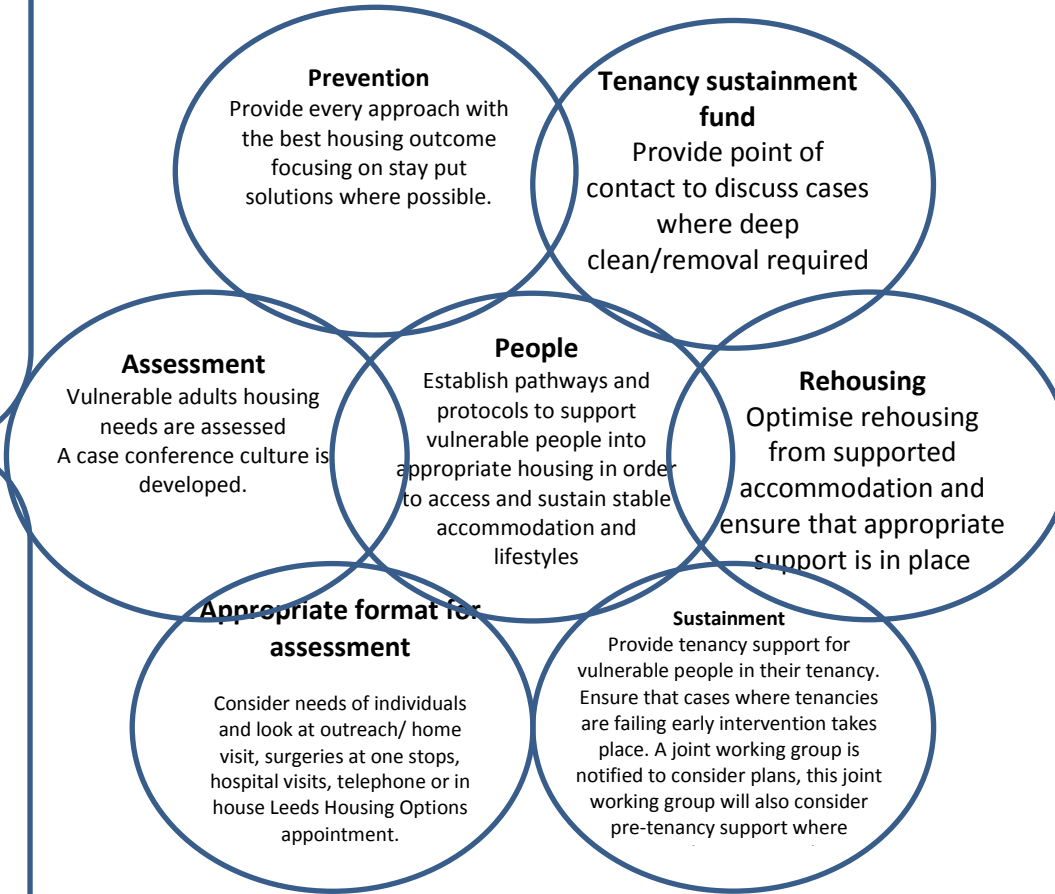 Prevention
Provide every approach with
the best housing outcome
focusing on stay put
solutions where possible.
Tenancy sustainment
fund
Provide point of
contact to discuss cases
where deep
clean/removal required
Assessment
Vulnerable adults housing
needs are assessed
A case conference culture is
developed.
People
Establish pathways and
protocols to support
vulnerable people into
appropriate housing in order
to access and sustain stable
accommodation and
lifestyles
Rehousing
Optimise rehousing
from supported
accommodation and
ensure that appropriate
support is in place
Appropriate format for
assessment
Consider needs of individuals
and look at outreach/ home
visit, surgeries at one stops,
hospital visits, telephone or in
house Leeds Housing Options
appointment.
Sustainment
Provide tenancy support for
vulnerable people in their tenancy.
Ensure that cases where tenancies
are failing early intervention takes
place. A joint working group is
notified to consider plans, this joint
working group will also consider
pre-tenancy support where